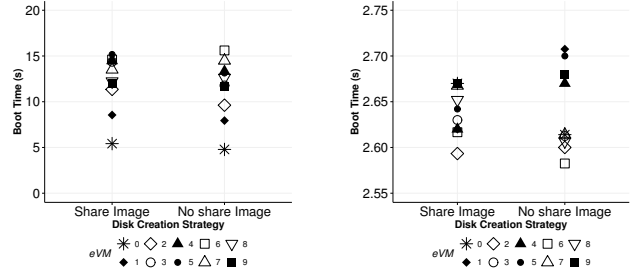 20
15
10
5
0
Boot Time (s)
Share Image No share Image
Disk Creation Strategy
eVM
0 2 4 6 8
1 3 5 7 9
2.75
2.70
2.65
2.60
2.55
Boot Time (s)
Share Image No share Image
Disk Creation Strategy
eVM
0 2 4 6 8
1 3 5 7 9